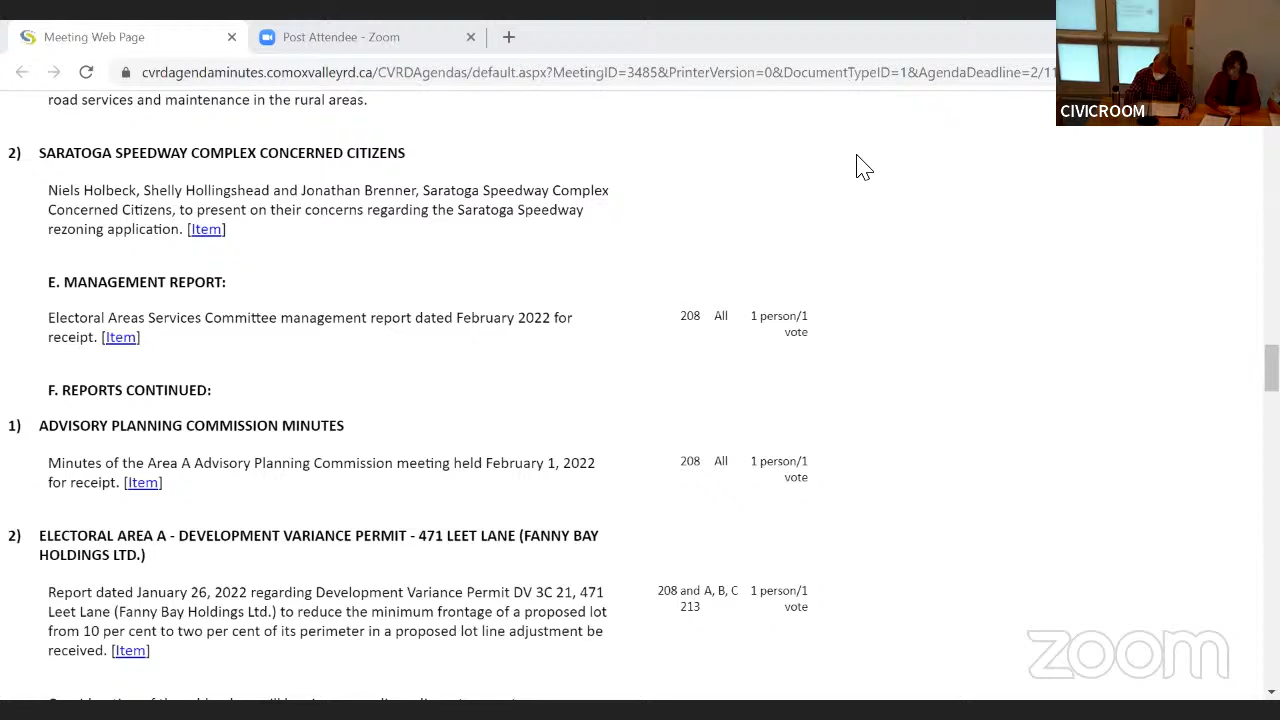 Meeting Web Page
Post Attendee - Zoom
cvrdagendaminutes.comoxvalleyrd.ca/CVRDAgendas/default.aspx?MeetingID=3485&PrinterVersion=0&DocumentTypeID=1&AgendaDeadline=2/11
CIVICROOM
road services and maintenance in the rural areas.
2) SARATOGA SPEEDWAY COMPLEX CONCERNED CITIZENS
Niels Holbeck, Shelly Hollingshead and Jonathan Brenner, Saratoga Speedway Complex
Concerned Citizens, to present on their concerns regarding the Saratoga Speedway
rezoning application. [Item]
E. MANAGEMENT REPORT:
Electoral Areas Services Committee management report dated February 2022 for 208 All 1 person/1
receipt. [Item] vote
F. REPORTS CONTINUED:
1) ADVISORY PLANNING COMMISSION MINUTES
Minutes of the Area A Advisory Planning Commission meeting held February 1, 2022 208 All 1 person/1
for receipt. [Item] vote
2) ELECTORAL AREA A - DEVELOPMENT VARIANCE PERMIT - 471 LEET LANE (FANNY BAY
HOLDINGS LTD.)
Report dated January 26, 2022 regarding Development Variance Permit DV 3C 21, 471 208 and A, B, C 1 person/1
Leet Lane (Fanny Bay Holdings Ltd.) to reduce the minimum frontage of a proposed lot 213 vote
from 10 per cent to two per cent of its perimeter in a proposed lot line adjustment be
received. [Item]
zoom